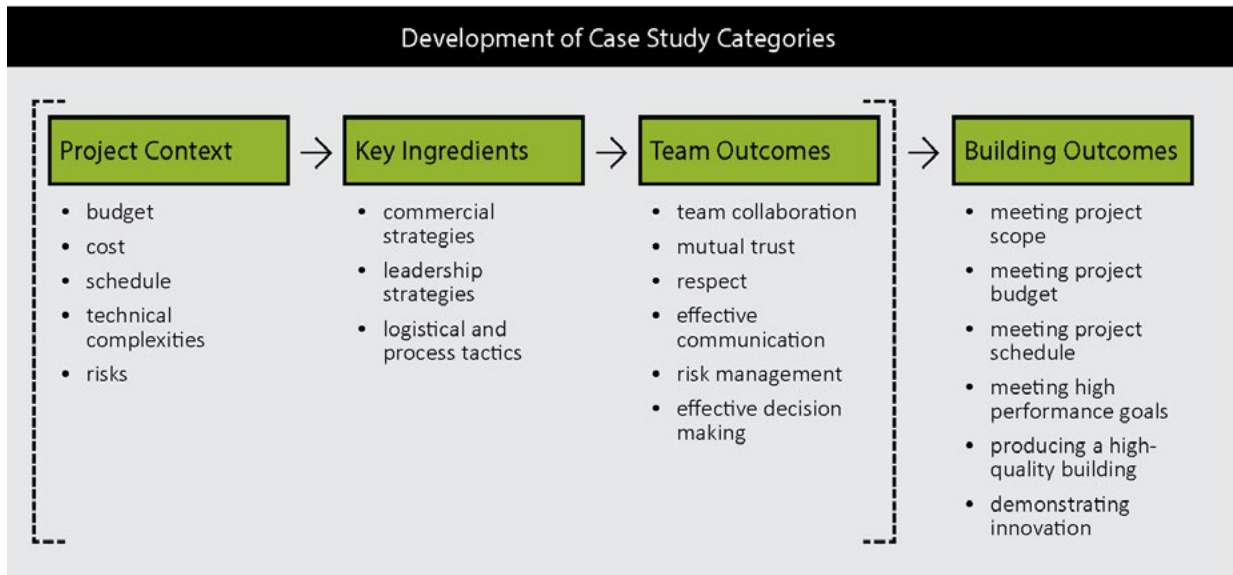 Development of Case Study Categories
Project Context
• budget
• cost
• schedule
• technical
complexities
• risks
Key Ingredients
• commercial
strategies
• leadership
strategies
• logistical and
process tactics
Team Outcomes
• team collaboration
• mutual trust
• respect
• effective
communication
• risk management
• effective decision
making
Building Outcomes
• meeting project
scope
• meeting project
budget
• meeting project
schedule
• meeting high
performance goals
• producing a high-
quality building
• demonstrating
innovation